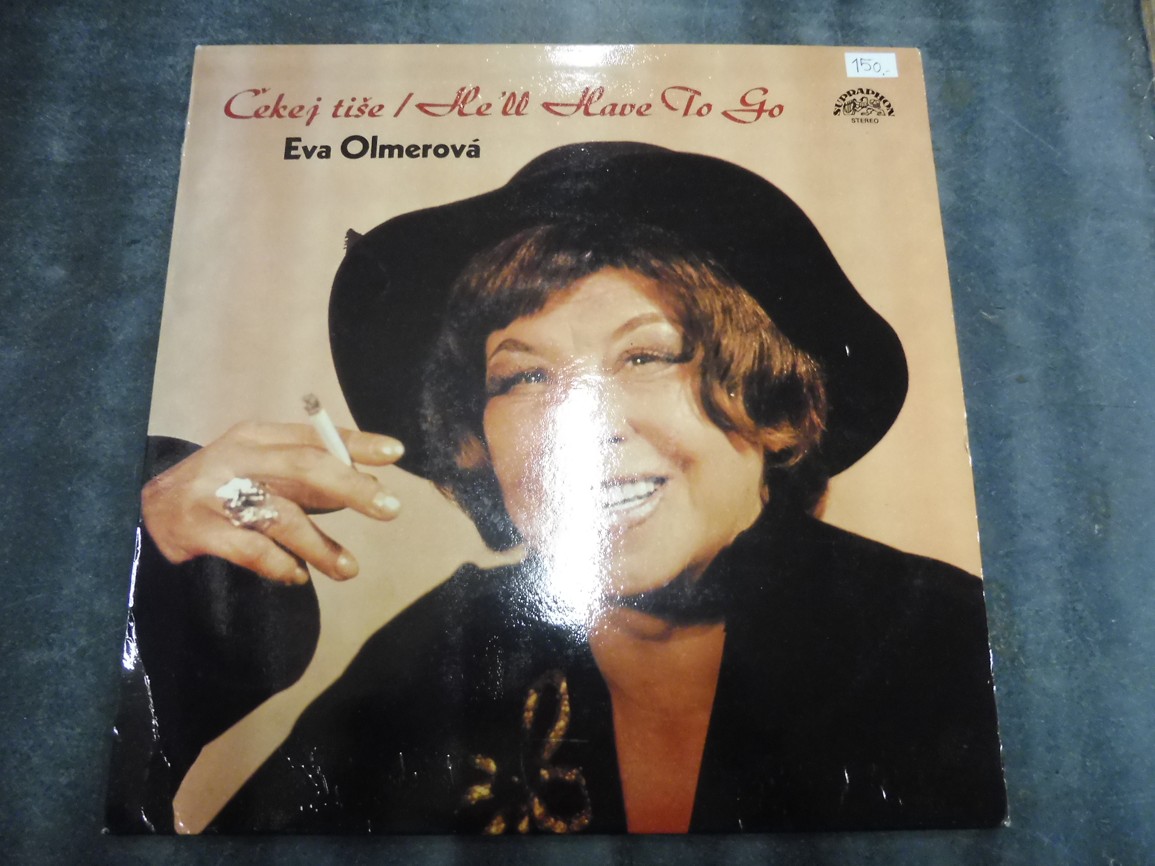 150,-
Čekej tiše / He'll Have To Go
SUPRAPHON
STEREO
Eva Olmerová